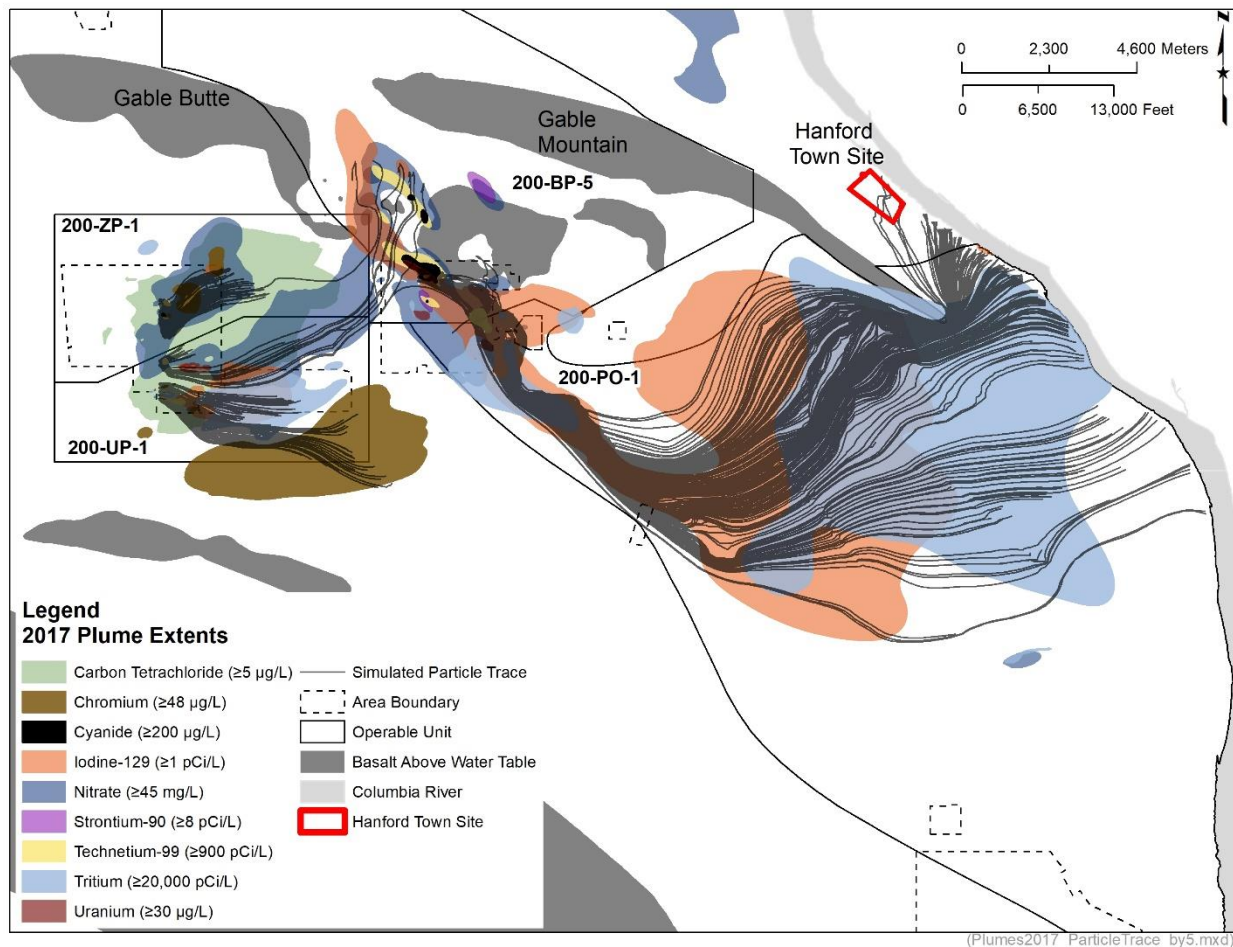 Gable Butte
Gable
Mountain
0 2,300 4,600 Meters
0 6,500 13,000 Feet
N
Hanford
Town Site
200-BP-5
200-ZP-1
200-PO-1
200-UP-1
Legend
2017 Plume Extents
Carbon Tetrachloride (≥5 µg/L)
Chromium (≥48 µg/L)
Cyanide (≥200 µg/L)
Iodine-129 (≥1 pCi/L)
Nitrate (≥45 mg/L)
Strontium-90 (≥8 pCi/L)
Technetium-99 (≥900 pCi/L)
Tritium (≥20,000 pCi/L)
Uranium (≥30 µg/L)
Simulated Particle Trace
Area Boundary
Operable Unit
Basalt Above Water Table
Columbia River
Hanford Town Site
(Plumes2017_ParticleTrace_by5.mxd)